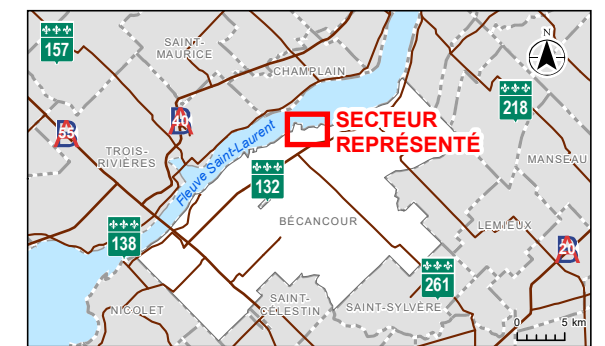 157
SAINT-
MAURICE
CHAMPLAIN
N
218
55
40
TROIS-
RIVIÈRES
Fleuve Saint-Laurent
SECTEUR
REPRÉSENTÉ
MANSEAU
132
BÉCANCOUR
LEMIEUX
138
20
261
NICOLET
SAINT-
CÉLESTIN
SAINT-SYLVÈRE
0 5 km